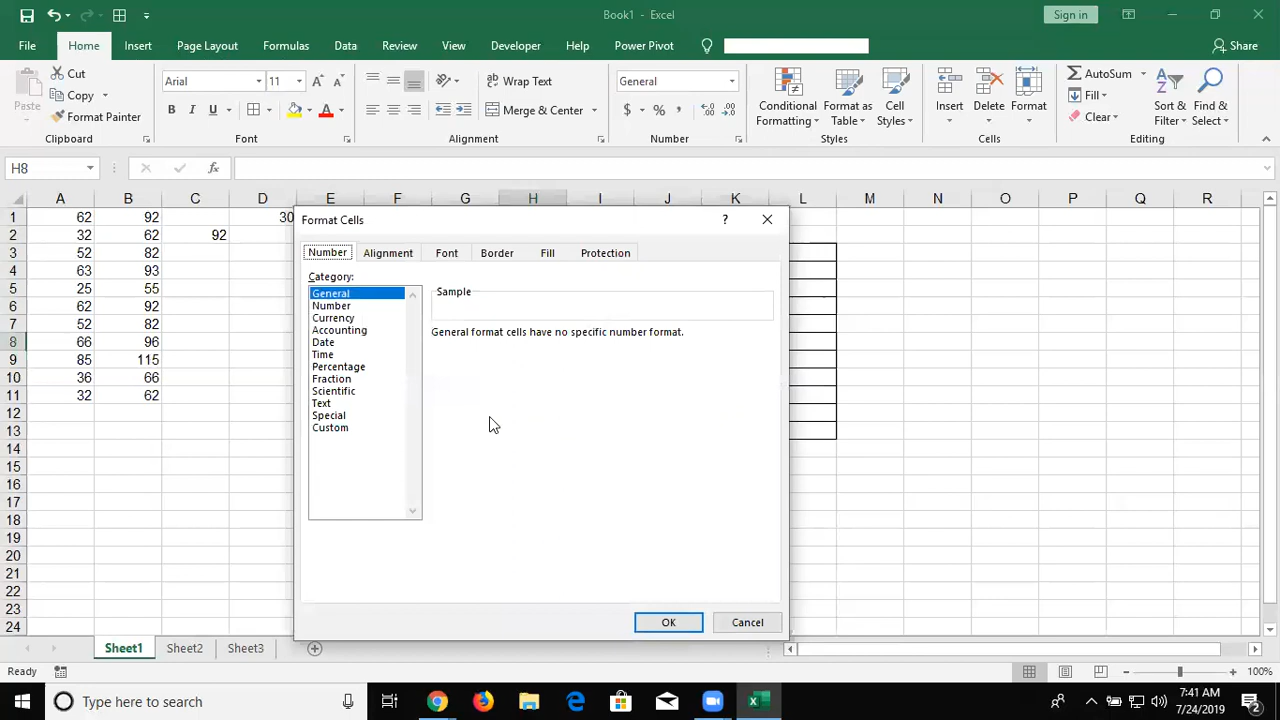 Book1 - Excel
Sign in
File Home Insert Page Layout Formulas Data Review View Developer Help Power Pivot Share
Paste
Cut
Copy
Format Painter
Clipboard
Arial 11
B I U
Font
Wrap Text
Merge & Center
Alignment
General
$ % ,
Number
Conditional Formatting
Format as Table
Cell Styles
Styles
Insert Delete Format
Cells
AutoSum
Fill
Clear
Sort & Filter
Find & Select
Editing
H8 fx
A B C D E F G H I J K L M N O P Q R
1 62 92 30
2 32 62 92
3 52 82
4 63 93
5 25 55
6 62 92
7 52 82
8 66 96
9 85 115
10 36 66
11 32 62
12
13
14
15
16
17
18
19
20
21
22
23
24
Format Cells ?
Number Alignment Font Border Fill Protection
Category:
General
Number
Currency
Accounting
Date
Time
Percentage
Fraction
Scientific
Text
Special
Custom
Sample
General format cells have no specific number format.
OK Cancel
Sheet1 Sheet2 Sheet3
Ready 100%
Type here to search
7:41 AM
7/24/2019
2